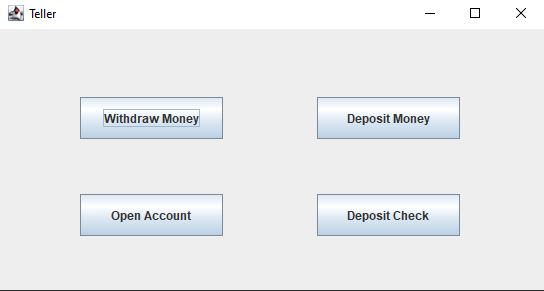 Teller
Withdraw Money
Deposit Money
Open Account
Deposit Check